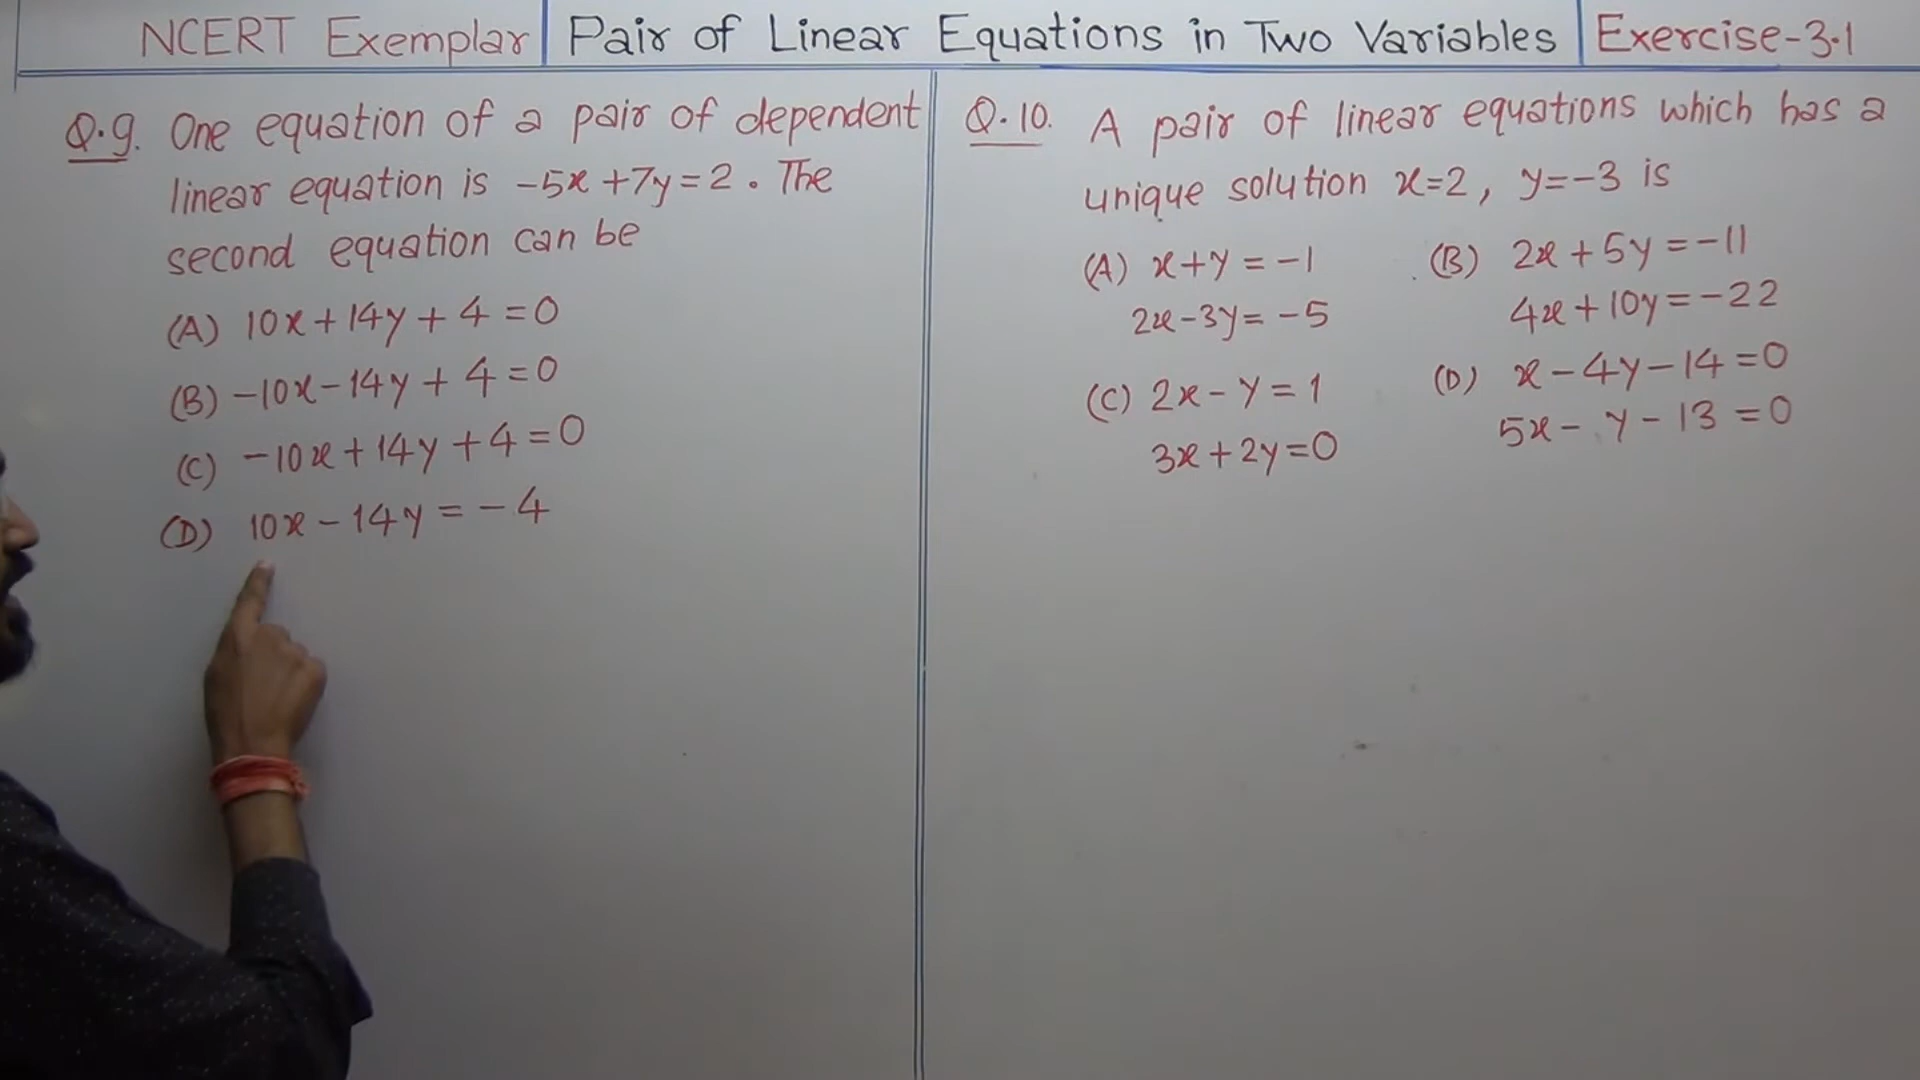 NCERT Exemplar Pair of Linear Equations in Two Variables Exercise-3.1
Q.9. One equation of a pair of dependent
linear equation is -5x+7y=2. The
second equation can be
(A) 10x+14y+4=0
(B) -10x-14y+4=0
(C) -10x+14y+4=0
(D) 10x-14y=-4
Q.10. A pair of linear equations which has a
unique solution x=2, y=-3 is
(A) x+y=-1
2x-3y=-5
(B) 2x+5y=-11
4x+10y=-22
(C) 2x-y=1
3x+2y=0
(D) x-4y-14=0
5x-y-13=0